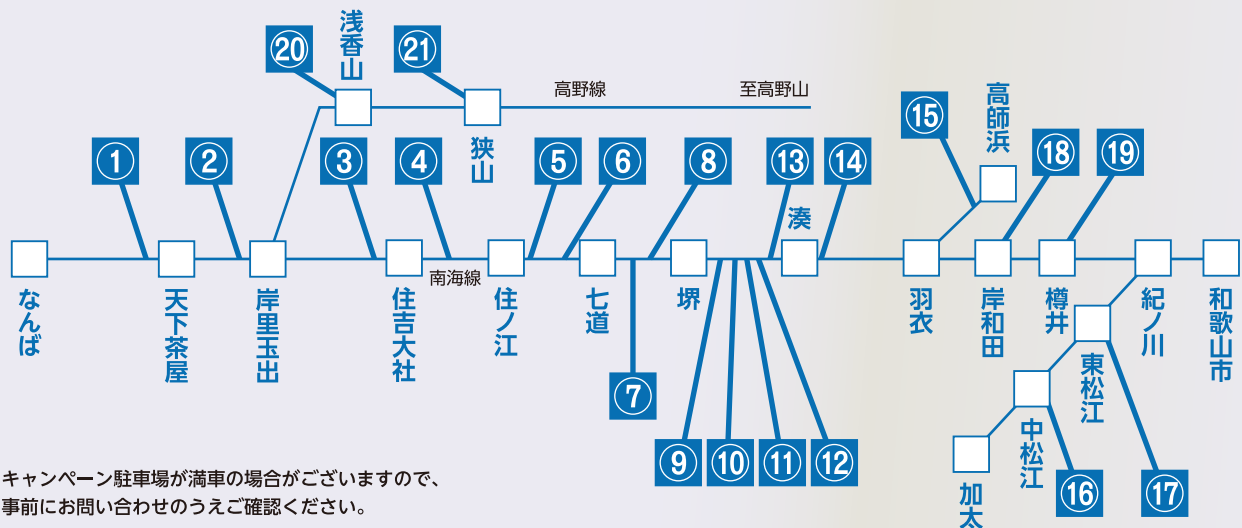 ⑳
浅香山
㉑
高野線
至高野山
狭山
①
②
③
④
⑤
⑥
⑧
⑬
⑭
⑮
高師浜
⑱
⑲
湊
南海線
なんば
天下茶屋
岸里玉出
住吉大社
住ノ江
七道
堺
羽衣
岸和田
樽井
紀ノ川
和歌山市
⑦
⑨
⑩
⑪
⑫
東松江
中松江
加太
⑯
⑰
キャンペーン駐車場が満車の場合がございますので、
事前にお問い合わせのうえご確認ください。